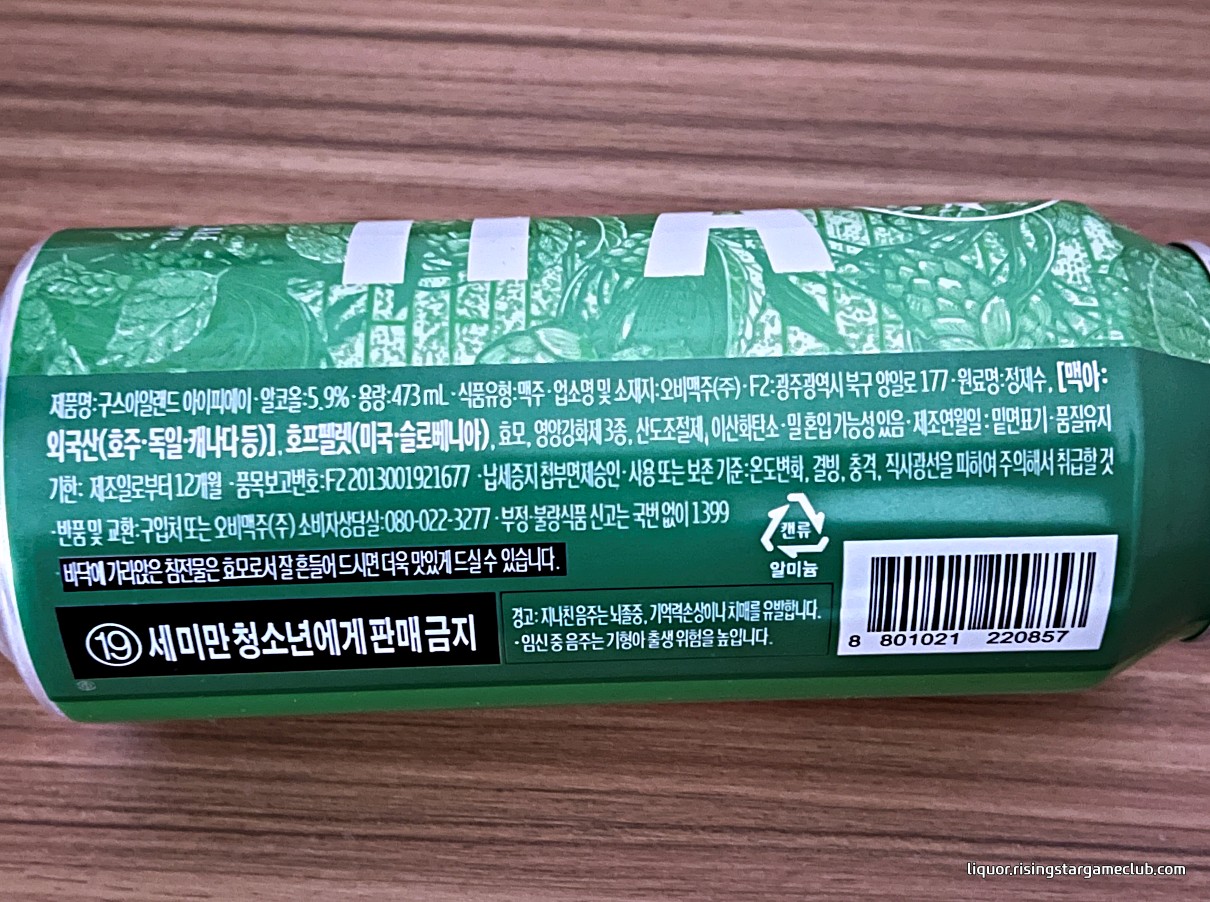 IPA
제품명:구스아일랜드 아이피에이·알코올:5.9%·용량:473 mL·식품유형:맥주·업소명 및 소재지:오비맥주(주)·F2:광주광역시 북구 양일로 177·원료명:정제수, [맥아:
외국산(호주·독일·캐나다 등)], 호프펠렛(미국·슬로베니아), 효모, 영양강화제 3종, 산도조절제, 이산화탄소·밀 혼입 가능성 있음·제조연월일 : 밑면표기·품질유지
기한: 제조일로부터 12개월 ·품목보고번호:F2 2013001921677 ·납세증지 첩부면제승인·사용 또는 보존 기준:온도변화, 결빙, 충격, 직사광선을 피하여 주의해서 취급할 것
·반품 및 교환:구입처 또는 오비맥주(주) 소비자상담실:080-022-3277·부정·불량식품 신고는 국번 없이 1399
·바닥에 가라앉은 침전물은 효모로서 잘 흔들어 드시면 더욱 맛있게 드실 수 있습니다.
캔류
알미늄
⑲ 세 미만 청소년에게 판매 금지
경고: 지나친 음주는 뇌졸중, 기억력손상이나 치매를 유발합니다.
·임신 중 음주는 기형아 출생 위험을 높입니다.
8 801021 220857
liquor.risingstargameclub.com